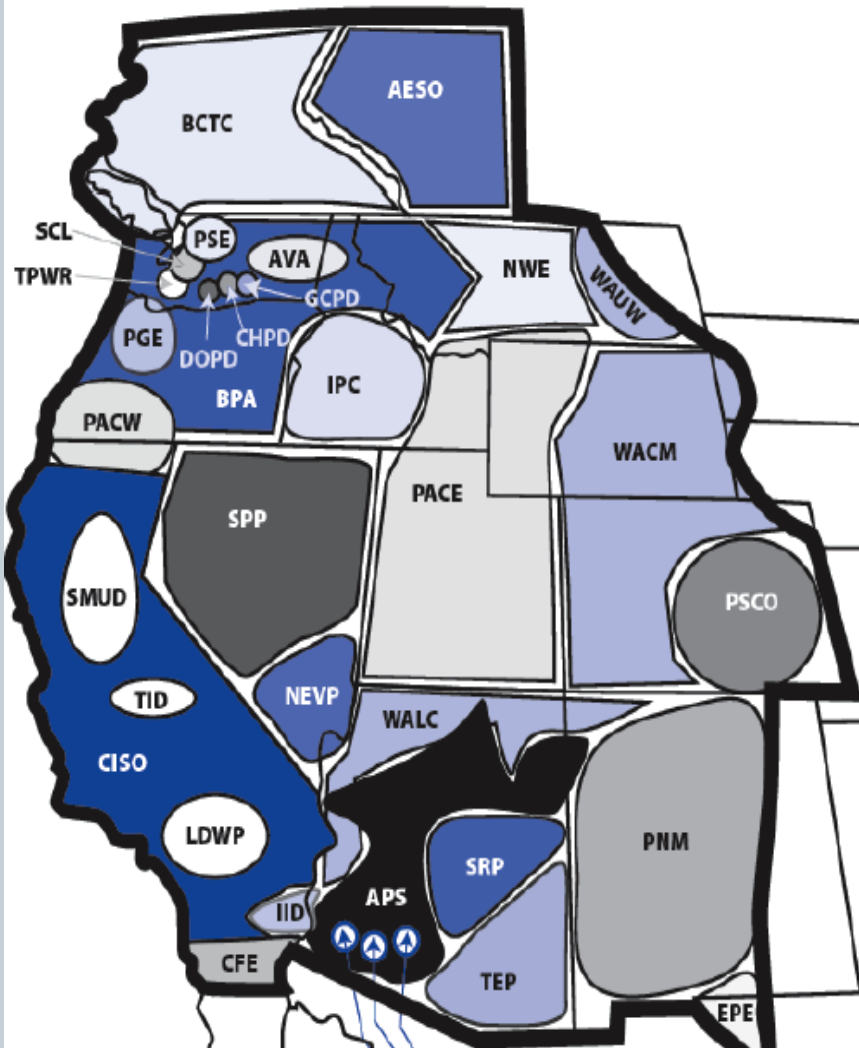 AESO
BCTC
SCL
PSE
AVA
NWE
TPWR
WAUW
GCPD
PGE
CHPD
DOPD
IPC
BPA
PACW
WACM
PACE
SPP
SMUD
PSCO
TID
NEVP
WALC
CISO
LDWP
PNM
SRP
APS
IID
CFE
TEP
EPE